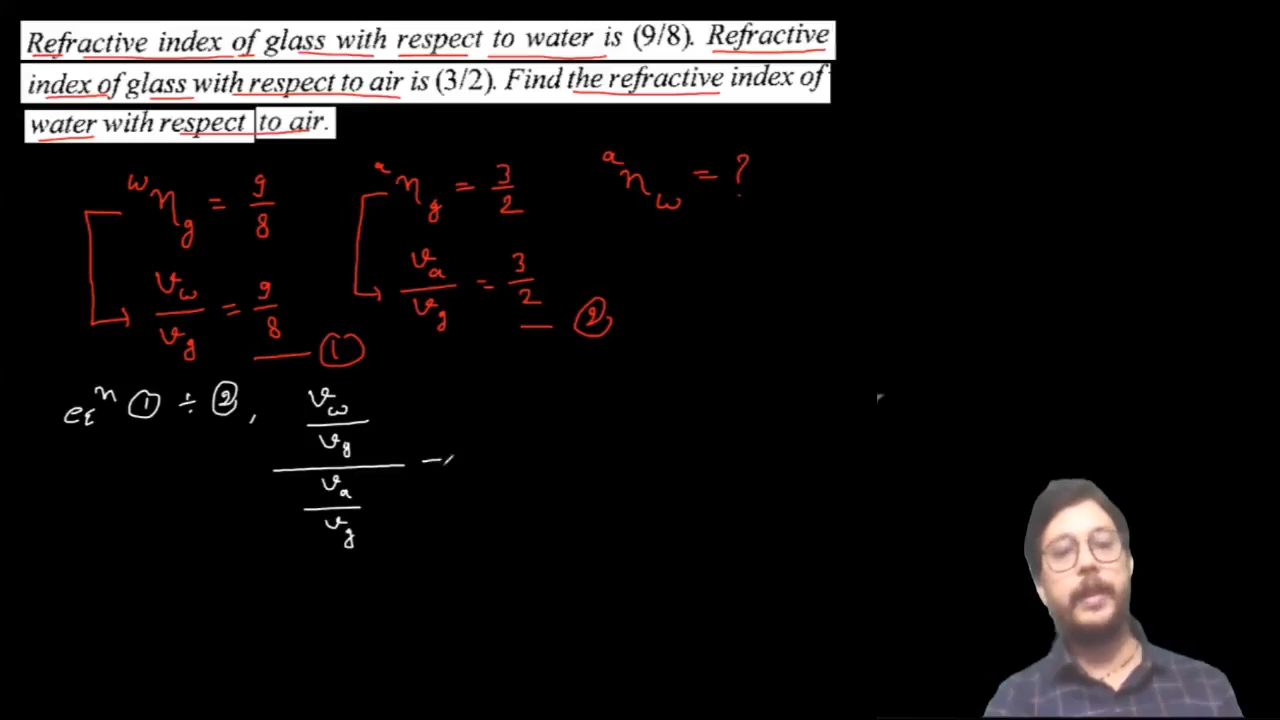 Refractive index of glass with respect to water is (9/8). Refractive
index of glass with respect to air is (3/2). Find the refractive index of
water with respect to air.
ʷη_g = 9/8   ᵃη_g = 3/2   ᵃη_w = ?
v_w/v_g = 9/8 — ①   v_a/v_g = 3/2 — ②
eqⁿ ① ÷ ②, (v_w/v_g)/(v_a/v_g) -